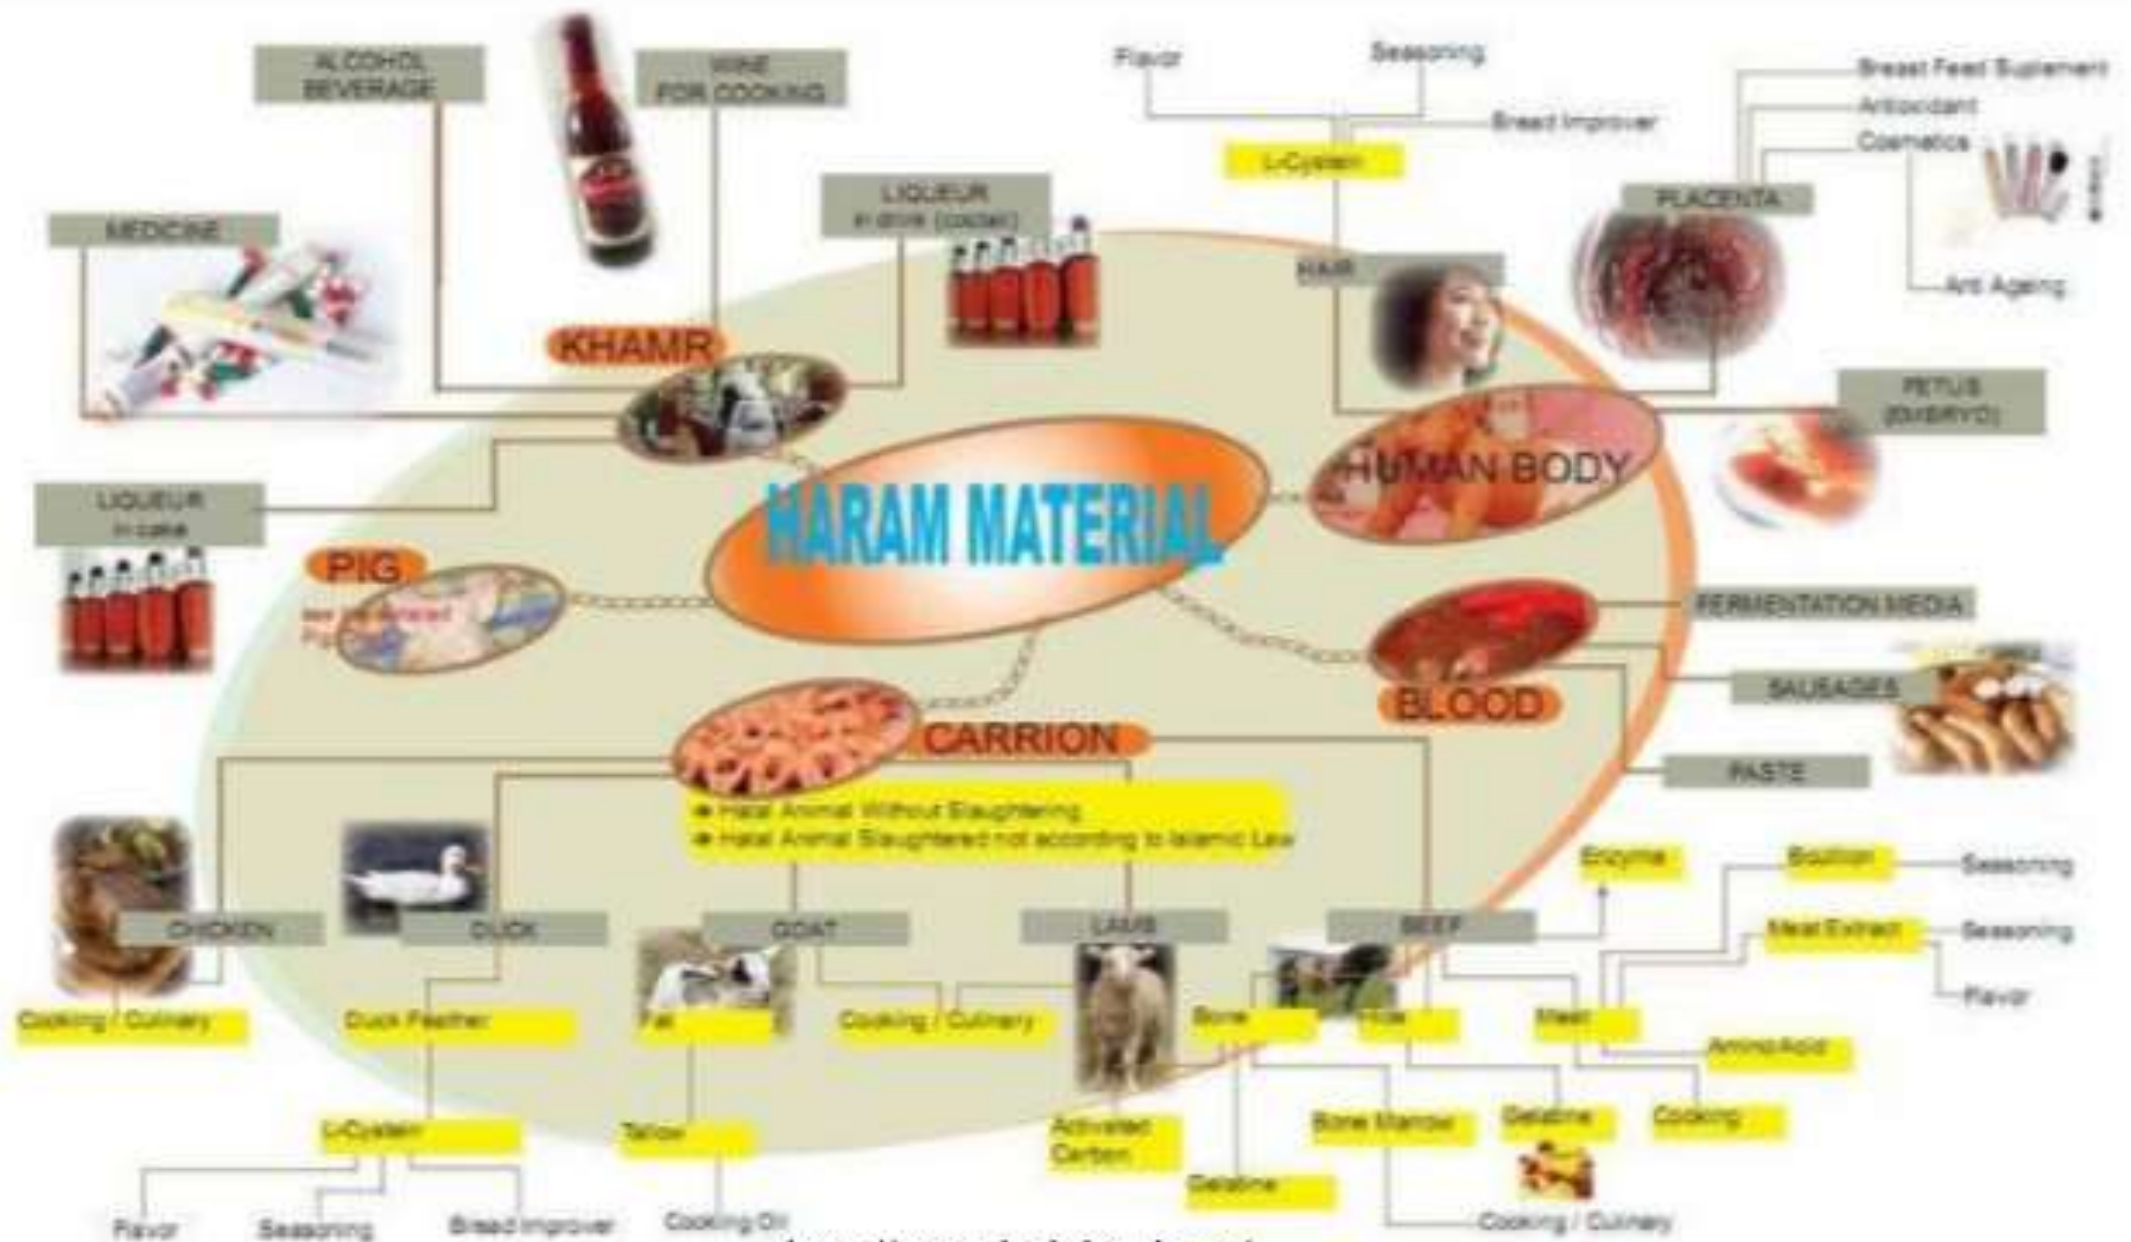 ALCOHOL
BEVERAGE
WINE
FOR COOKING
Flavor
Seasoning
Bread Improver
L-Cystein
Breast Feed Suplement
Antioxidant
Cosmetics
PLACENTA
Anti Ageing
MEDICINE
LIQUEUR
in drink
HAIR
KHAMR
FETUS
(EMBRYO)
HARAM MATERIAL
HUMAN BODY
LIQUEUR
in cake
PIG
FERMENTATION MEDIA
SAUSAGES
BLOOD
PASTE
CARRION
Halal Animal Without Slaughtering
Halal Animal Slaughtered not according to Islamic Law
Enzyme
Bouillon
Seasoning
Meat Extract
Seasoning
Flavor
CHICKEN
DUCK
GOAT
LAMB
BEEF
Cooking / Culinary
Duck Feather
Fat
Cooking / Culinary
Bone
Hide
Meat
Amino Acid
L-Cystein
Tallow
Activated
Carbon
Bone Marrow
Gelatine
Cooking
Gelatine
Flavor
Seasoning
Bread Improver
Cooking Oil
Cooking / Culinary